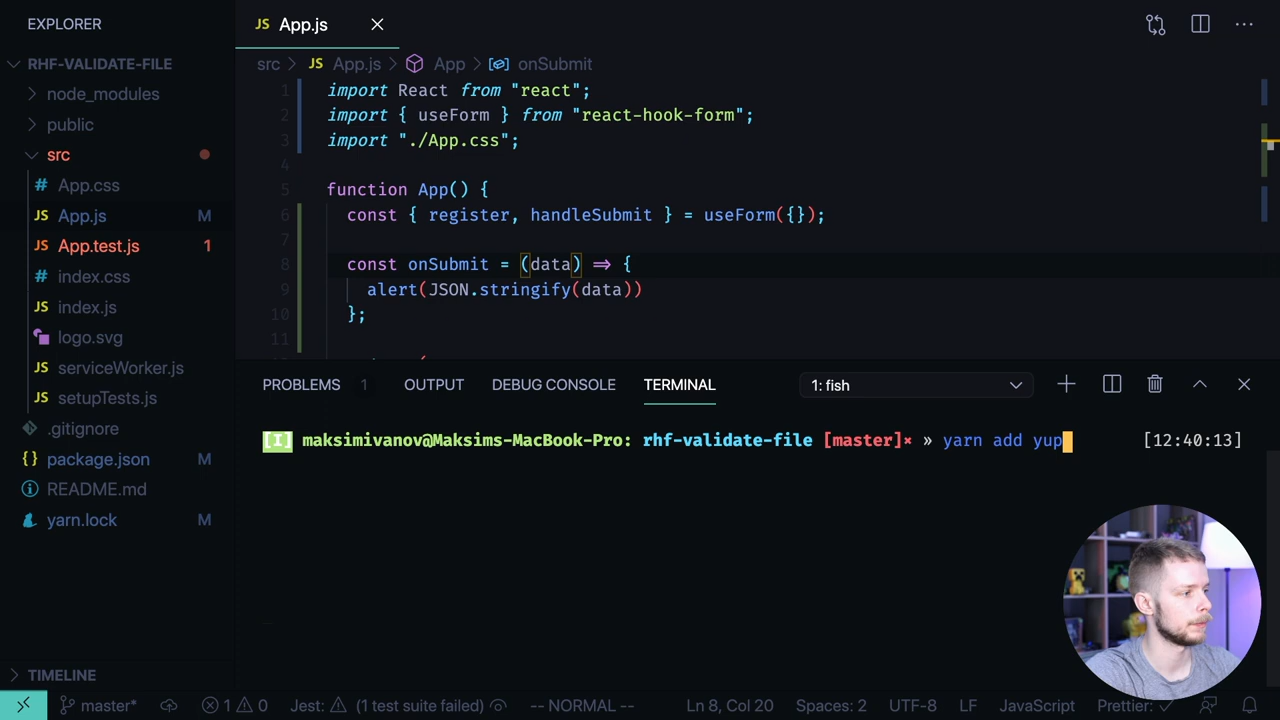 EXPLORER
RHF-VALIDATE-FILE
node_modules
public
src
# App.css
JS App.js M
JS App.test.js 1
# index.css
JS index.js
logo.svg
JS serviceWorker.js
JS setupTests.js
.gitignore
{} package.json M
README.md
yarn.lock M
TIMELINE
JS App.js
src > JS App.js > App > onSubmit
1 import React from "react";
2 import { useForm } from "react-hook-form";
3 import "./App.css";
4
5 function App() {
6 const { register, handleSubmit } = useForm({});
7
8 const onSubmit = (data) => {
9 alert(JSON.stringify(data))
10 };
11
PROBLEMS 1 OUTPUT DEBUG CONSOLE TERMINAL 1: fish
[I] maksimivanov@Maksims-MacBook-Pro: rhf-validate-file [master]× » yarn add yup [12:40:13]
master* 1 0 Jest: (1 test suite failed) -- NORMAL -- Ln 8, Col 20 Spaces: 2 UTF-8 LF JavaScript Prettier: ✓